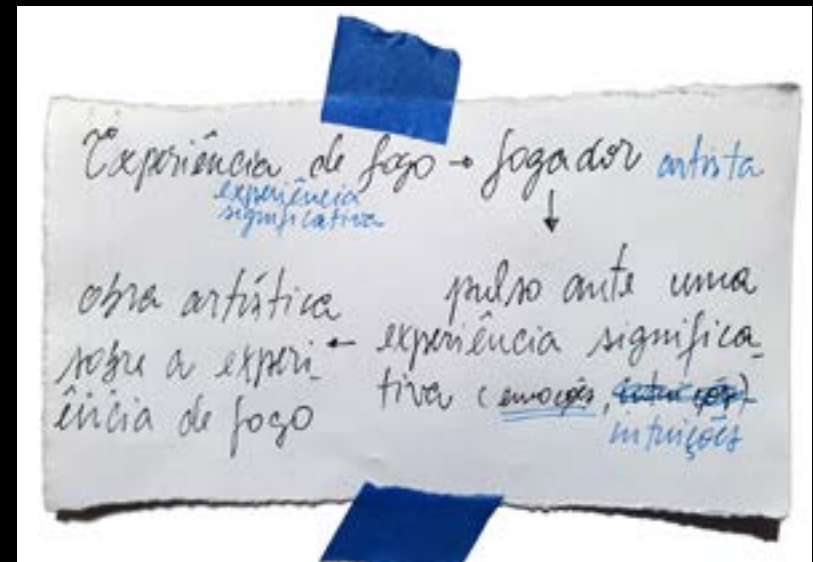 Experiência de jogo → jogador artista
experiência
significativa
↓
pulso ante uma
experiência significa-
tiva (emoções, intuições)
intuições
←
obra artística
sobre a experi-
ência de jogo